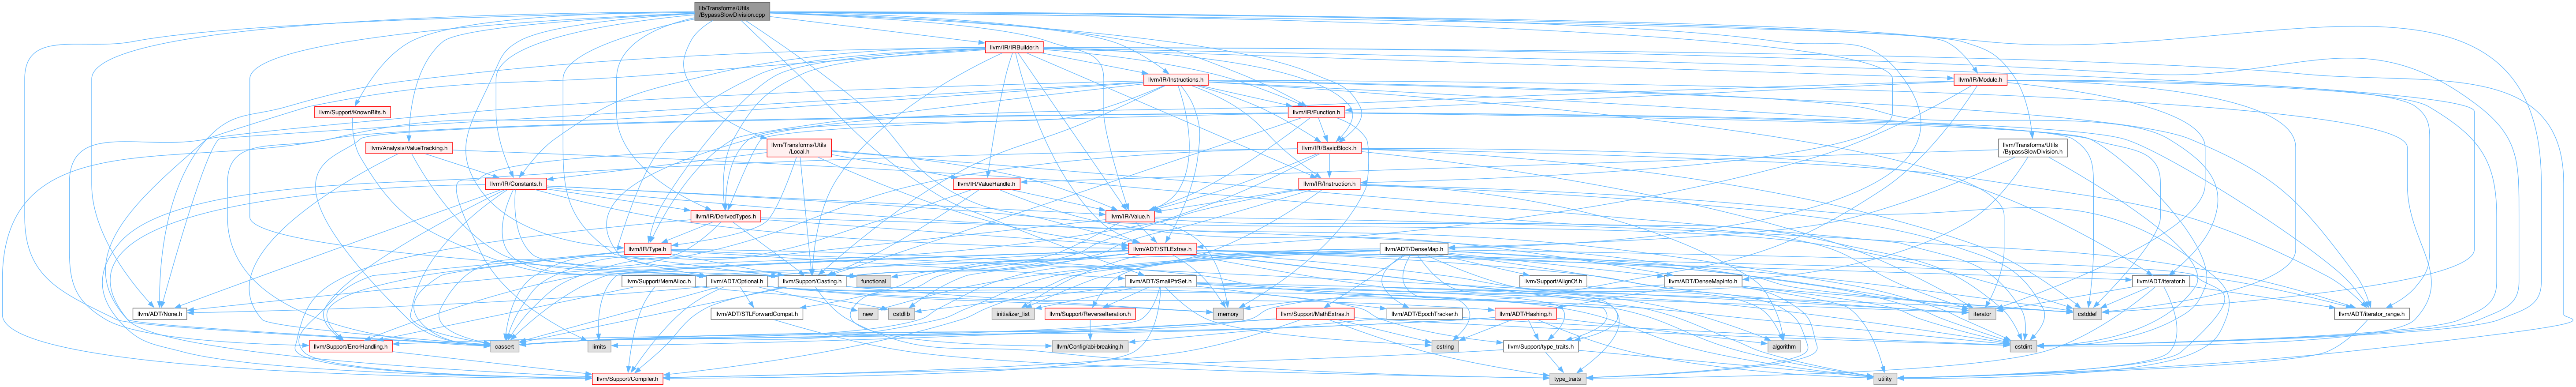 lib/Transforms/Utils
/BypassSlowDivision.cpp
llvm/IR/IRBuilder.h
llvm/IR/Instructions.h
llvm/IR/Module.h
llvm/Support/KnownBits.h
llvm/IR/Function.h
llvm/Analysis/ValueTracking.h
llvm/Transforms/Utils
/Local.h
llvm/IR/BasicBlock.h
llvm/Transforms/Utils
/BypassSlowDivision.h
llvm/IR/Constants.h
llvm/IR/ValueHandle.h
llvm/IR/Instruction.h
llvm/IR/DerivedTypes.h
llvm/IR/Value.h
llvm/IR/Type.h
llvm/ADT/STLExtras.h
llvm/ADT/DenseMap.h
llvm/Support/MemAlloc.h
llvm/ADT/Optional.h
llvm/Support/Casting.h
functional
llvm/ADT/SmallPtrSet.h
llvm/Support/AlignOf.h
llvm/ADT/DenseMapInfo.h
llvm/ADT/iterator.h
llvm/ADT/None.h
llvm/ADT/STLForwardCompat.h
new
cstdlib
initializer_list
llvm/Support/ReverseIteration.h
memory
llvm/Support/MathExtras.h
llvm/ADT/EpochTracker.h
llvm/ADT/Hashing.h
iterator
cstddef
llvm/ADT/iterator_range.h
llvm/Support/ErrorHandling.h
cassert
limits
llvm/Config/abi-breaking.h
cstring
llvm/Support/type_traits.h
algorithm
cstdint
llvm/Support/Compiler.h
type_traits
utility